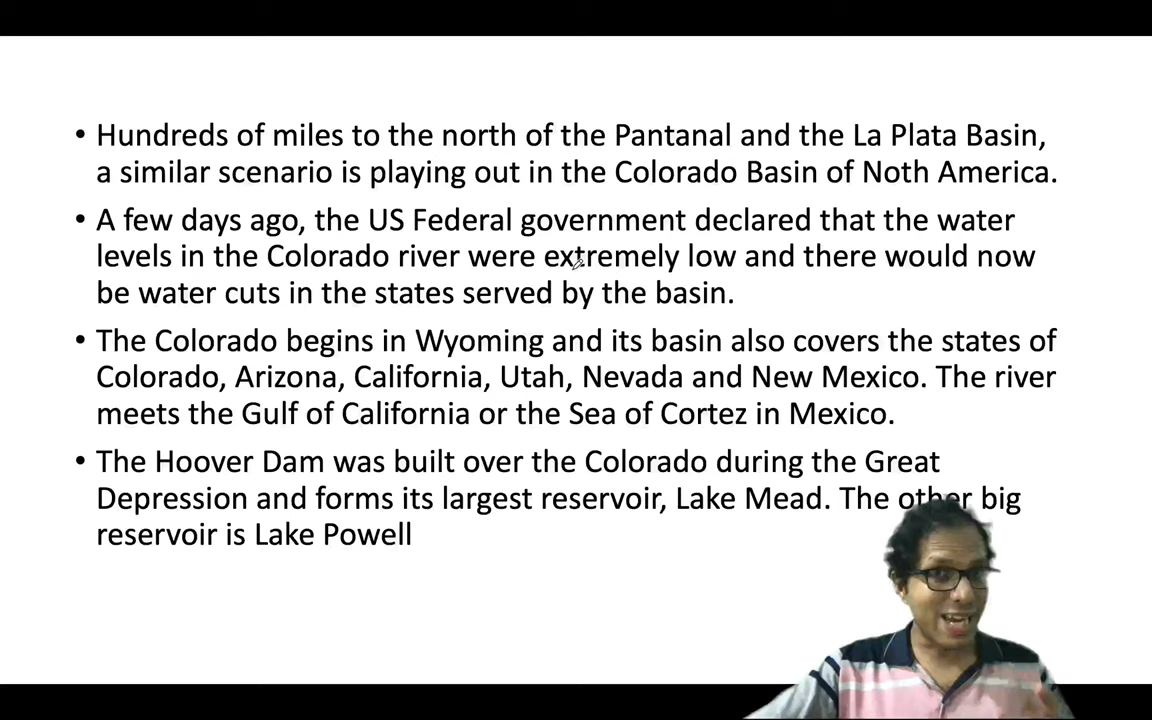 • Hundreds of miles to the north of the Pantanal and the La Plata Basin,
a similar scenario is playing out in the Colorado Basin of Noth America.
• A few days ago, the US Federal government declared that the water
levels in the Colorado river were extremely low and there would now
be water cuts in the states served by the basin.
• The Colorado begins in Wyoming and its basin also covers the states of
Colorado, Arizona, California, Utah, Nevada and New Mexico. The river
meets the Gulf of California or the Sea of Cortez in Mexico.
• The Hoover Dam was built over the Colorado during the Great
Depression and forms its largest reservoir, Lake Mead. The other big
reservoir is Lake Powell